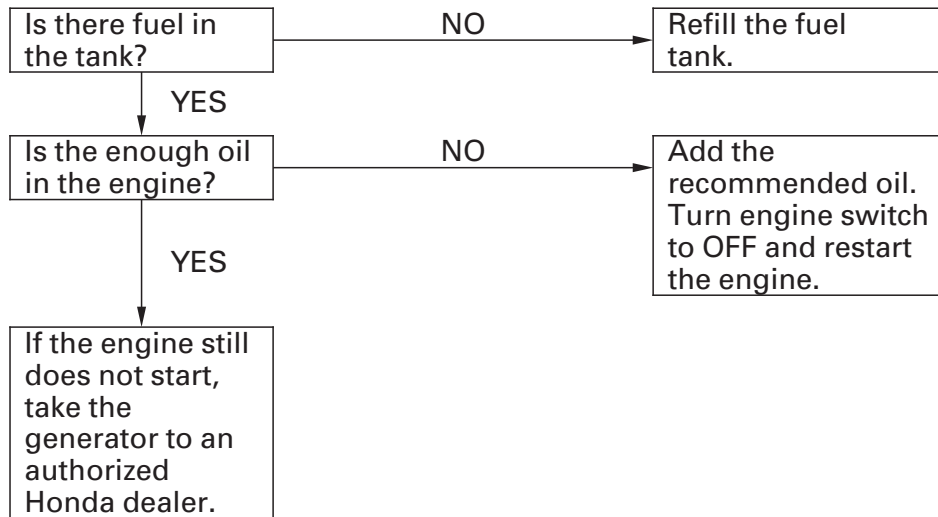 Is there fuel in
the tank?
NO
Refill the fuel
tank.
YES
Is the enough oil
in the engine?
NO
Add the
recommended oil.
Turn engine switch
to OFF and restart
the engine.
YES
If the engine still
does not start,
take the
generator to an
authorized
Honda dealer.